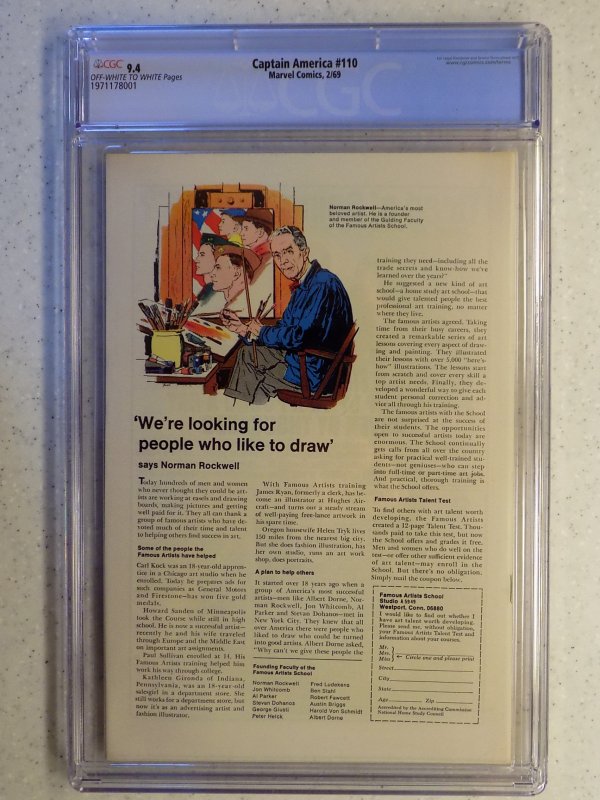 CGC 9.4
OFF-WHITE TO WHITE Pages
1971178001
Captain America #110
Marvel Comics, 2/69
www.cgccomics.com/terms
CGC
Norman Rockwell—America's most
beloved artist. He is a founder
and member of the Guiding Faculty
of the Famous Artists School.
'We're looking for
people who like to draw'
says Norman Rockwell
Today hundreds of men and women
who never thought they could be art-
ists are working at easels and drawing
boards, making pictures and getting
well paid for it. They all can thank a
group of famous artists who have de-
voted much of their time and talent
to helping others find success in art.
Some of the people the
Famous Artists have helped
Carl Kock was an 18-year-old appren-
tice in a Chicago art studio when he
enrolled. Today he prepares ads for
such companies as General Motors
and Firestone—has won five gold
medals.
Howard Sanden of Minneapolis
took the Course while still in high
school. He is now a successful artist—
recently he and his wife traveled
through Europe and the Middle East
on important art assignments.
Paul Sullivan enrolled at 14. His
Famous Artists training helped him
work his way through college.
Kathleen Gironda of Indiana,
Pennsylvania, was an 18-year-old
salesgirl in a department store. She
still works for a department store, but
now it's as an advertising artist and
fashion illustrator.
With Famous Artists training
James Ryan, formerly a clerk, has be-
come an illustrator at Hughes Air-
craft—and turns out a steady stream
of well-paying free-lance artwork in
his spare time.
Oregon housewife Helen Tryk lives
150 miles from the nearest big city.
But she does fashion illustration, has
her own studio, runs an art work
shop, does portraits.
A plan to help others
It started over 18 years ago when a
group of America's most successful
artists—men like Albert Dorne, Nor-
man Rockwell, Jon Whitcomb, Al
Parker and Stevan Dohanos—met in
New York City. They knew that all
over America there were people who
liked to draw who could be turned
into good artists. Albert Dorne asked,
"Why can't we give these people the
Founding Faculty of the
Famous Artists School
Norman Rockwell
Jon Whitcomb
Al Parker
Stevan Dohanos
George Giusti
Peter Helck
Fred Ludekens
Ben Stahl
Robert Fawcett
Austin Briggs
Harold Von Schmidt
Albert Dorne
training they need—including all the
trade secrets and know-how we've
learned over the years?"
He suggested a new kind of art
school—a home study art school—that
would give talented people the best
professional art training, no matter
where they live.
The famous artists agreed. Taking
time from their busy careers, they
created a remarkable series of art
lessons covering every aspect of draw-
ing and painting. They illustrated
their lessons with over 5,000 "here's-
how" illustrations. The lessons start
from scratch and cover every skill a
top artist needs. Finally, they de-
veloped a wonderful way to give each
student personal correction and ad-
vice all through his training.
The famous artists with the School
are not surprised at the success of
their students. The opportunities
open to successful artists today are
enormous. The School continually
gets calls from all over the country
asking for practical well-trained stu-
dents—not geniuses—who can step
into full-time or part-time art jobs.
And practical, thorough training is
what the School offers.
Famous Artists Talent Test
To find others with art talent worth
developing, the Famous Artists
created a 12-page Talent Test. Thou-
sands paid to take this test, but now
the School offers and grades it free.
Men and women who do well on the
test—or offer other sufficient evidence
of art talent—may enroll in the
School. But there's no obligation.
Simply mail the coupon below.
Famous Artists School
Studio
Westport, Conn. 06880
I would like to find out whether I
have art talent worth developing.
Please send me, without obligation,
your Famous Artists Talent Test and
information about your courses.
Mr.
Mrs.
Miss
Circle one and please print
Street
City
State
Age Zip
Accredited by the Accrediting Commission
National Home Study Council